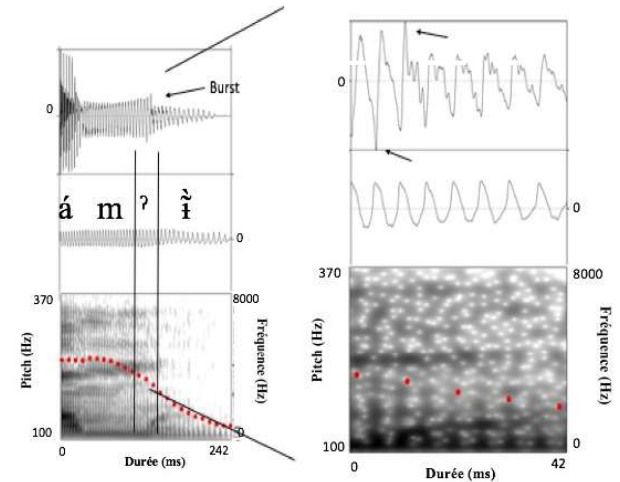 0
Burst
á m ʔ ɨ̰̀
0
370
100
Pitch (Hz)
8000
0
Fréquence (Hz)
0
242
Durée (ms)
0
0
370
100
Pitch (Hz)
8000
0
Fréquence (Hz)
0
42
Durée (ms)